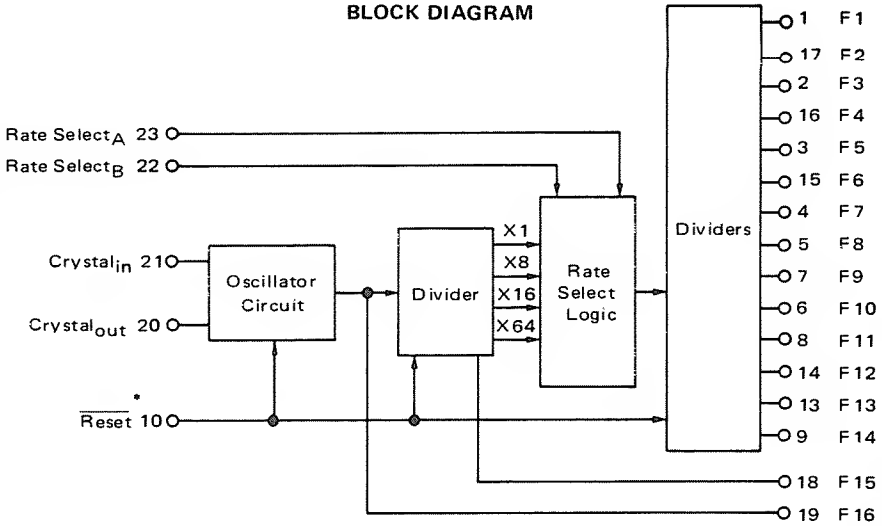 BLOCK DIAGRAM
1 F1
17 F2
2 F3
16 F4
3 F5
15 F6
4 F7
5 F8
7 F9
6 F10
8 F11
14 F12
13 F13
9 F14
18 F15
19 F16
Rate SelectA 23
Rate SelectB 22
Crystalin 21
Crystalout 20
Reset* 10
Oscillator
Circuit
Divider
X1
X8
X16
X64
Rate
Select
Logic
Dividers